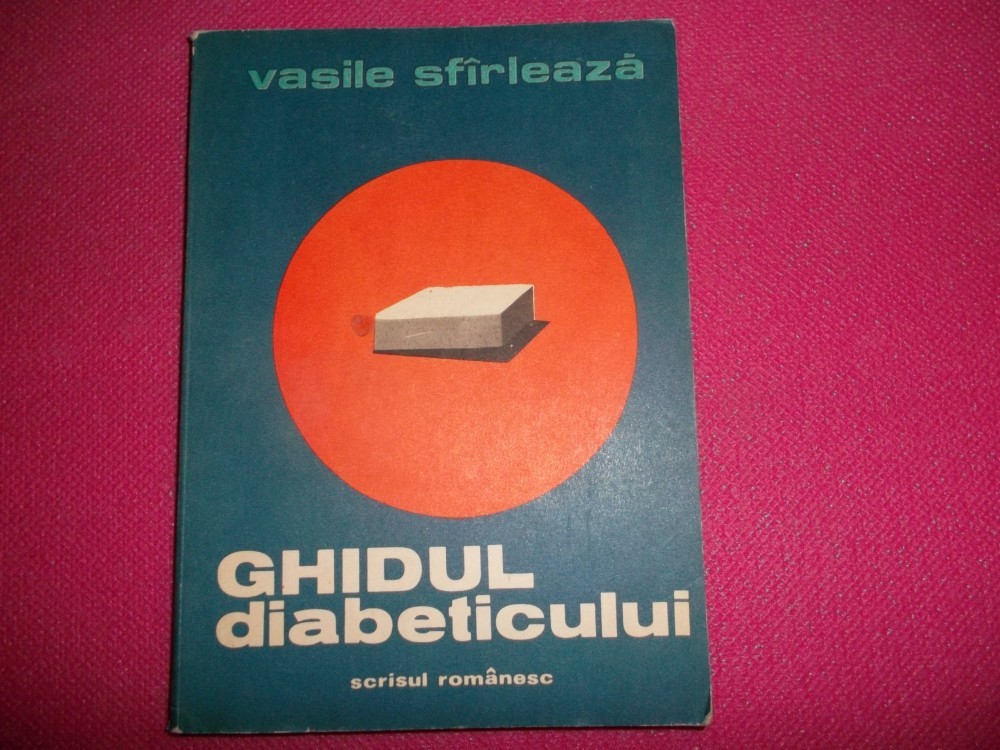 vasile sfîrlează
GHIDUL
diabeticului
scrisul românesc